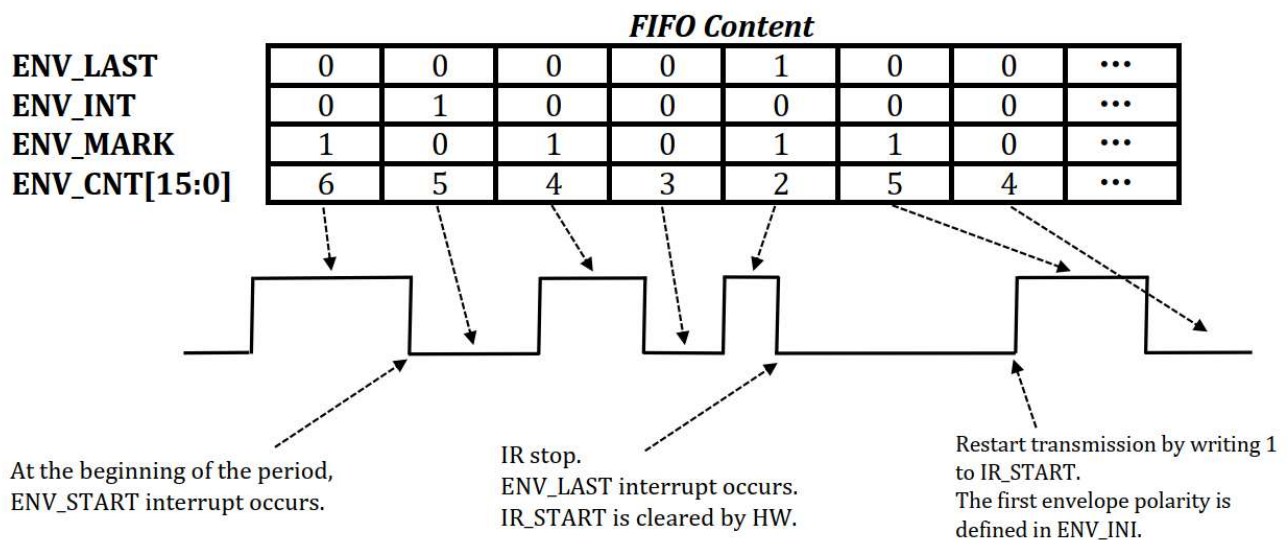 FIFO Content
ENV_LAST 0 0 0 0 1 0 0 •••
ENV_INT 0 1 0 0 0 0 0 •••
ENV_MARK 1 0 1 0 1 1 0 •••
ENV_CNT[15:0] 6 5 4 3 2 5 4 •••
At the beginning of the period,
ENV_START interrupt occurs.
IR stop.
ENV_LAST interrupt occurs.
IR_START is cleared by HW.
Restart transmission by writing 1
to IR_START.
The first envelope polarity is
defined in ENV_INI.